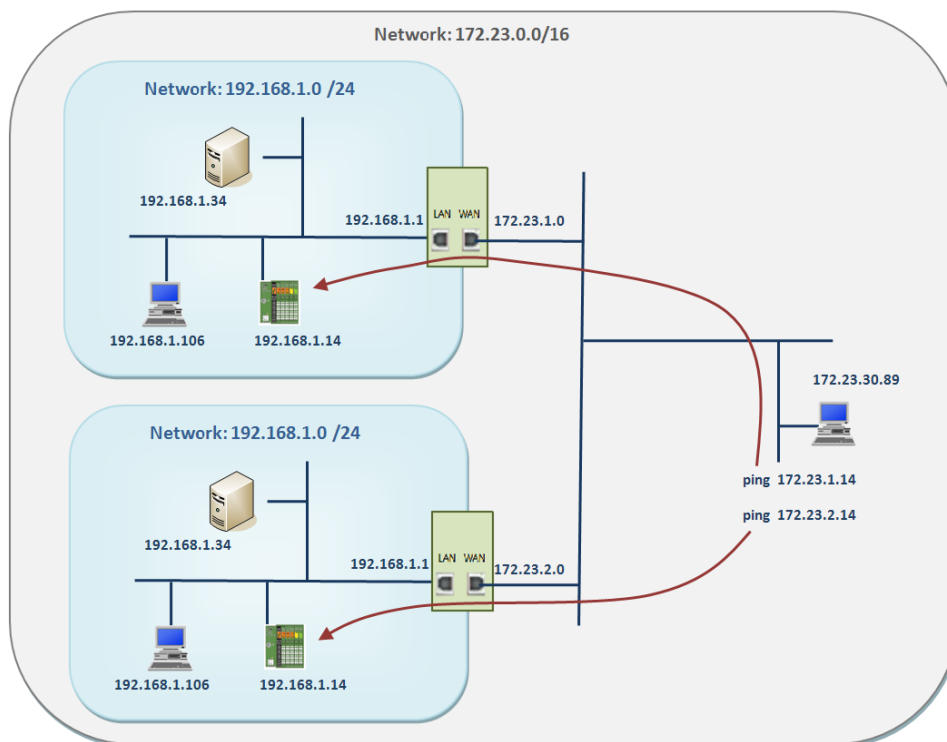 Network: 172.23.0.0/16
Network: 192.168.1.0 /24
192.168.1.34
192.168.1.1
LAN WAN
172.23.1.0
192.168.1.106
192.168.1.14
172.23.30.89
Network: 192.168.1.0 /24
ping 172.23.1.14
ping 172.23.2.14
192.168.1.34
192.168.1.1
LAN WAN
172.23.2.0
192.168.1.106
192.168.1.14